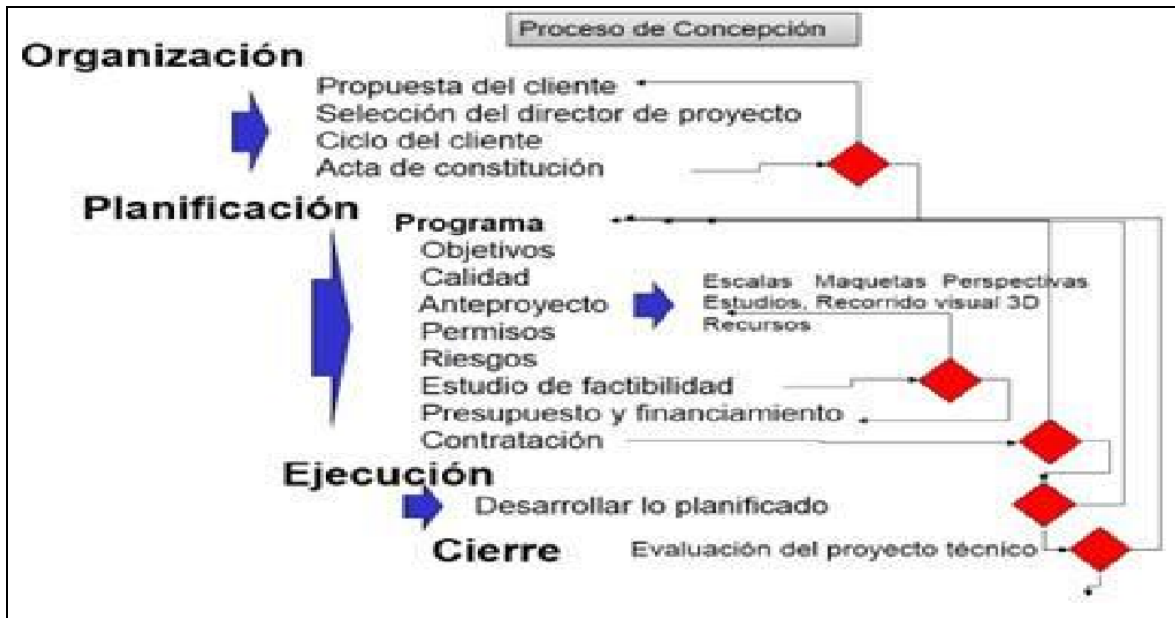 Proceso de Concepción
Organización
Propuesta del cliente
Selección del director de proyecto
Ciclo del cliente
Acta de constitución
Planificación
Programa
Objetivos
Calidad
Anteproyecto
Escalas Maquetas Perspectivas
Estudios, Recorrido visual 3D
Recursos
Permisos
Riesgos
Estudio de factibilidad
Presupuesto y financiamiento
Contratación
Ejecución
Desarrollar lo planificado
Cierre
Evaluación del proyecto técnico